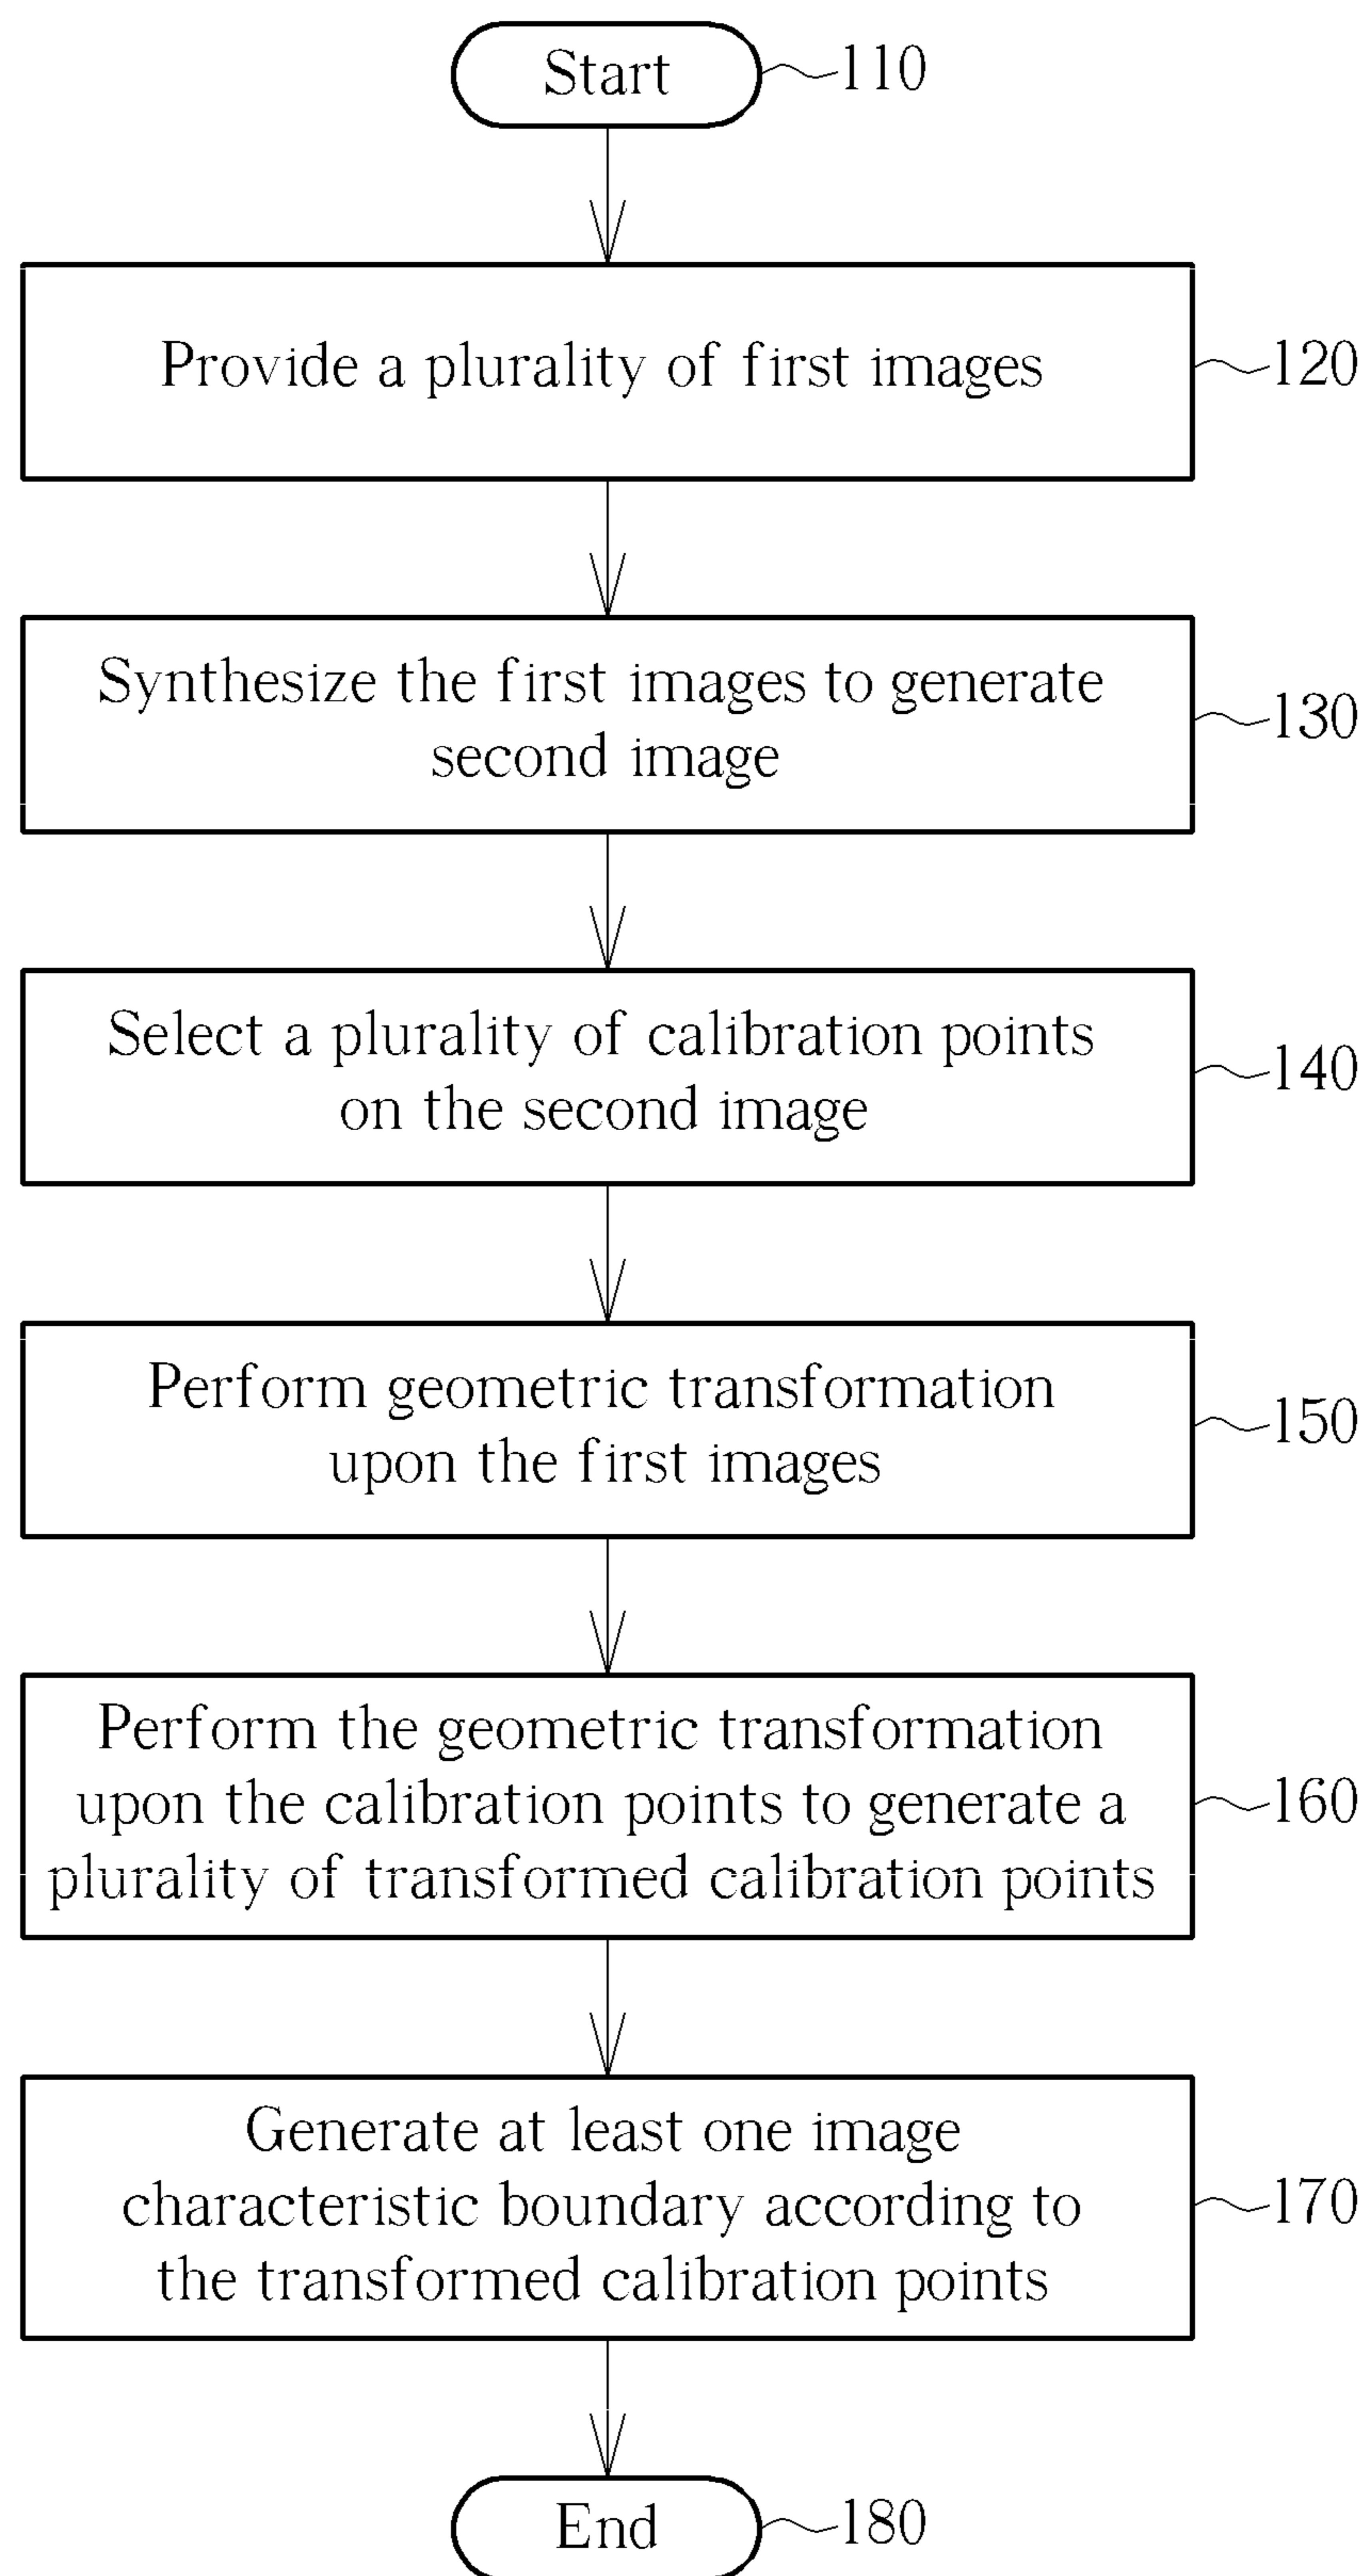 Start
110
Provide a plurality of first images
120
Synthesize the first images to generate
second image
130
Select a plurality of calibration points
on the second image
140
Perform geometric transformation
upon the first images
150
Perform the geometric transformation
upon the calibration points to generate a
plurality of transformed calibration points
160
Generate at least one image
characteristic boundary according to
the transformed calibration points
170
End
180